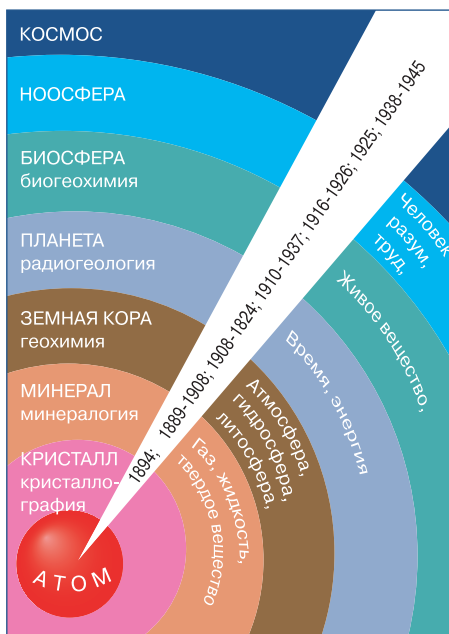 КОСМОС
НООСФЕРА
БИОСФЕРА
биогеохимия
ПЛАНЕТА
радиогеология
ЗЕМНАЯ КОРА
геохимия
МИНЕРАЛ
минералогия
КРИСТАЛЛ
кристалло-
графия
АТОМ
1894; 1889-1908; 1908-1824; 1910-1937; 1916-1926; 1925; 1938-1945
Человек,
разум,
труд,
Живое вещество,
Время, энергия
Атмосфера,
гидросфера,
литосфера,
Газ, жидкость,
твердое вещество